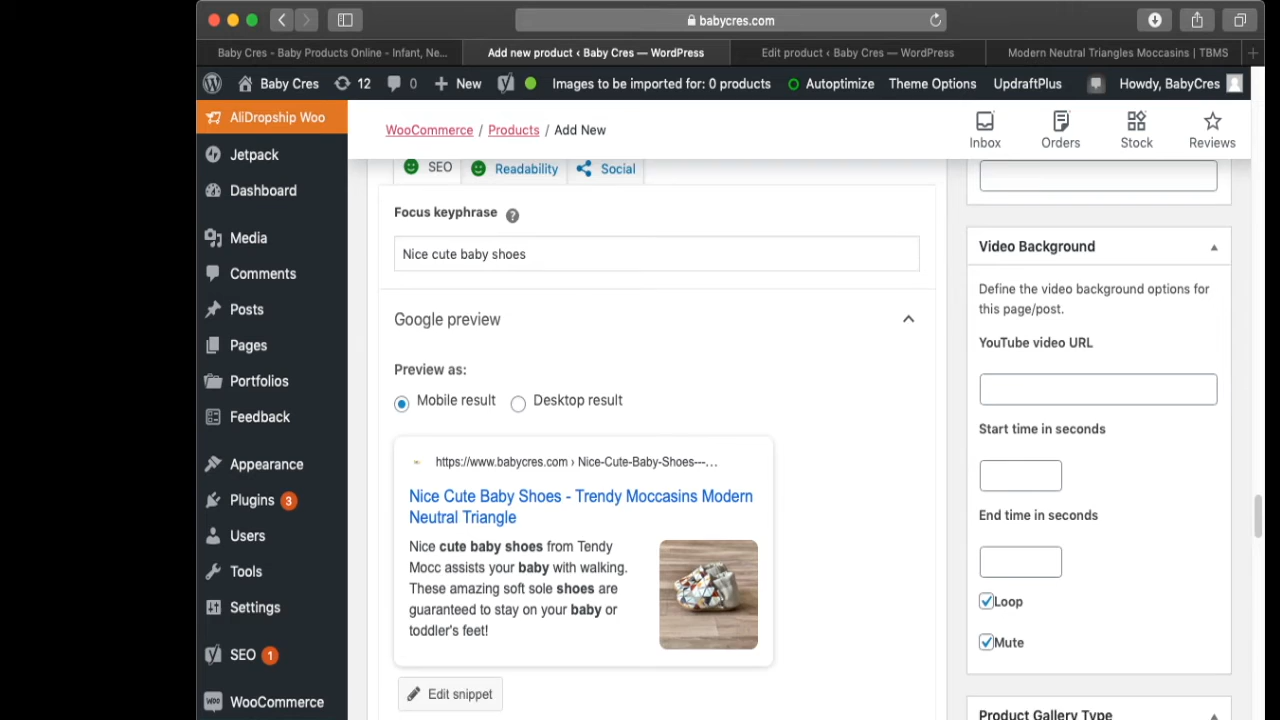 babycres.com
Baby Cres - Baby Products Online - Infant, Ne...
Add new product ‹ Baby Cres — WordPress
Edit product ‹ Baby Cres — WordPress
Modern Neutral Triangles Moccasins | TBMS
Baby Cres
12
0
New
Images to be imported for: 0 products
Autoptimize
Theme Options
UpdraftPlus
Howdy, BabyCres
AliDropship Woo
Jetpack
Dashboard
Media
Comments
Posts
Pages
Portfolios
Feedback
Appearance
Plugins 3
Users
Tools
Settings
SEO 1
WooCommerce
WooCommerce / Products / Add New
Inbox
Orders
Stock
Reviews
SEO
Readability
Social
Focus keyphrase ?
Nice cute baby shoes
Google preview
Preview as:
Mobile result
Desktop result
https://www.babycres.com › Nice-Cute-Baby-Shoes---...
Nice Cute Baby Shoes - Trendy Moccasins Modern
Neutral Triangle
Nice cute baby shoes from Tendy
Mocc assists your baby with walking.
These amazing soft sole shoes are
guaranteed to stay on your baby or
toddler's feet!
Edit snippet
Video Background
Define the video background options for
this page/post.
YouTube video URL
Start time in seconds
End time in seconds
Loop
Mute
Product Gallery Type